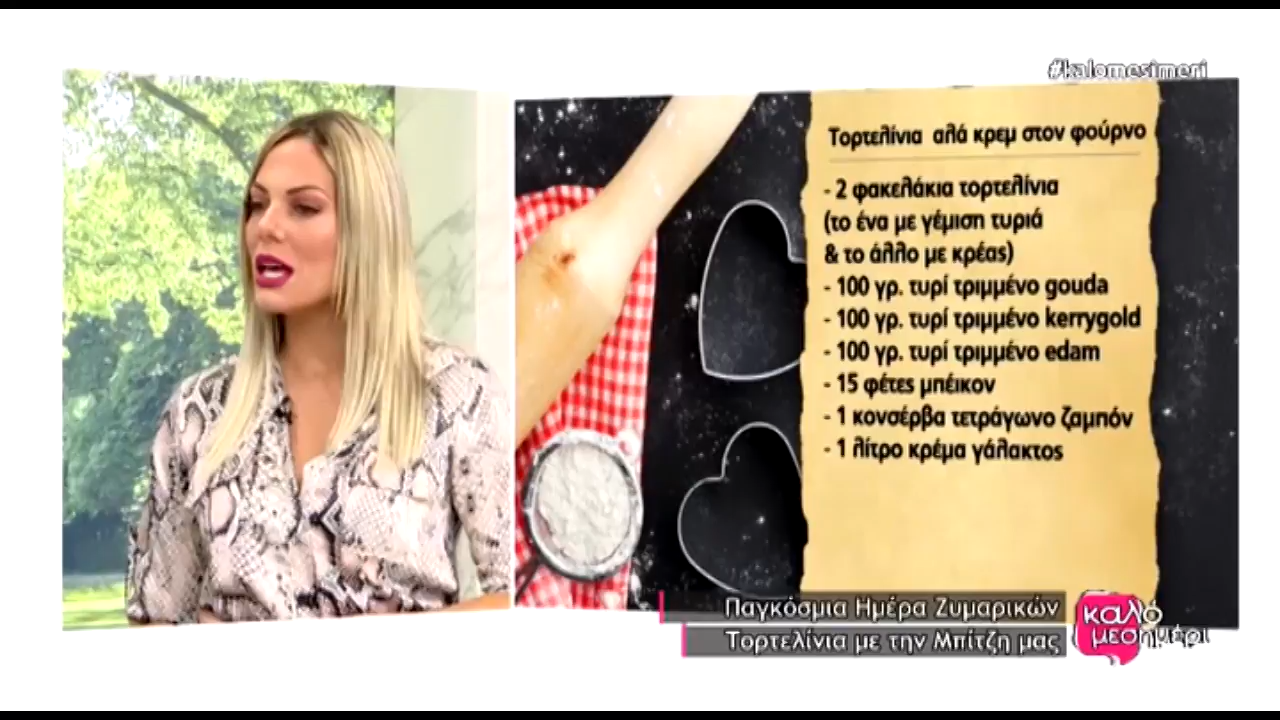 #kalomesimeri
Τορτελίνια αλά κρεμ στον φούρνο
- 2 φακελάκια τορτελίνια
(το ένα με γέμιση τυριά
& το άλλο με κρέας)
- 100 γρ. τυρί τριμμένο gouda
- 100 γρ. τυρί τριμμένο kerrygold
- 100 γρ. τυρί τριμμένο edam
- 15 φέτες μπέικον
- 1 κονσέρβα τετράγωνο ζαμπόν
- 1 λίτρο κρέμα γάλακτος
Παγκόσμια Ημέρα Ζυμαρικών
Τορτελίνια με την Μπίτζη μας
καλό
μεσημέρι